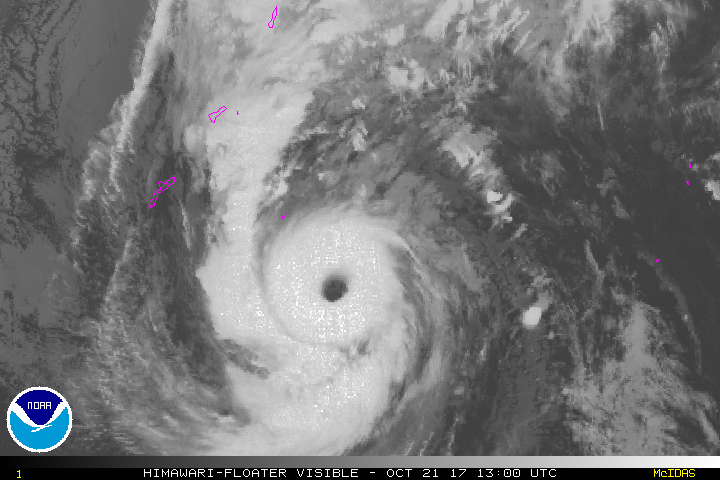 NOAA
1 HIMAWARI-FLOATER VISIBLE - OCT 21 17 13:00 UTC McIDAS